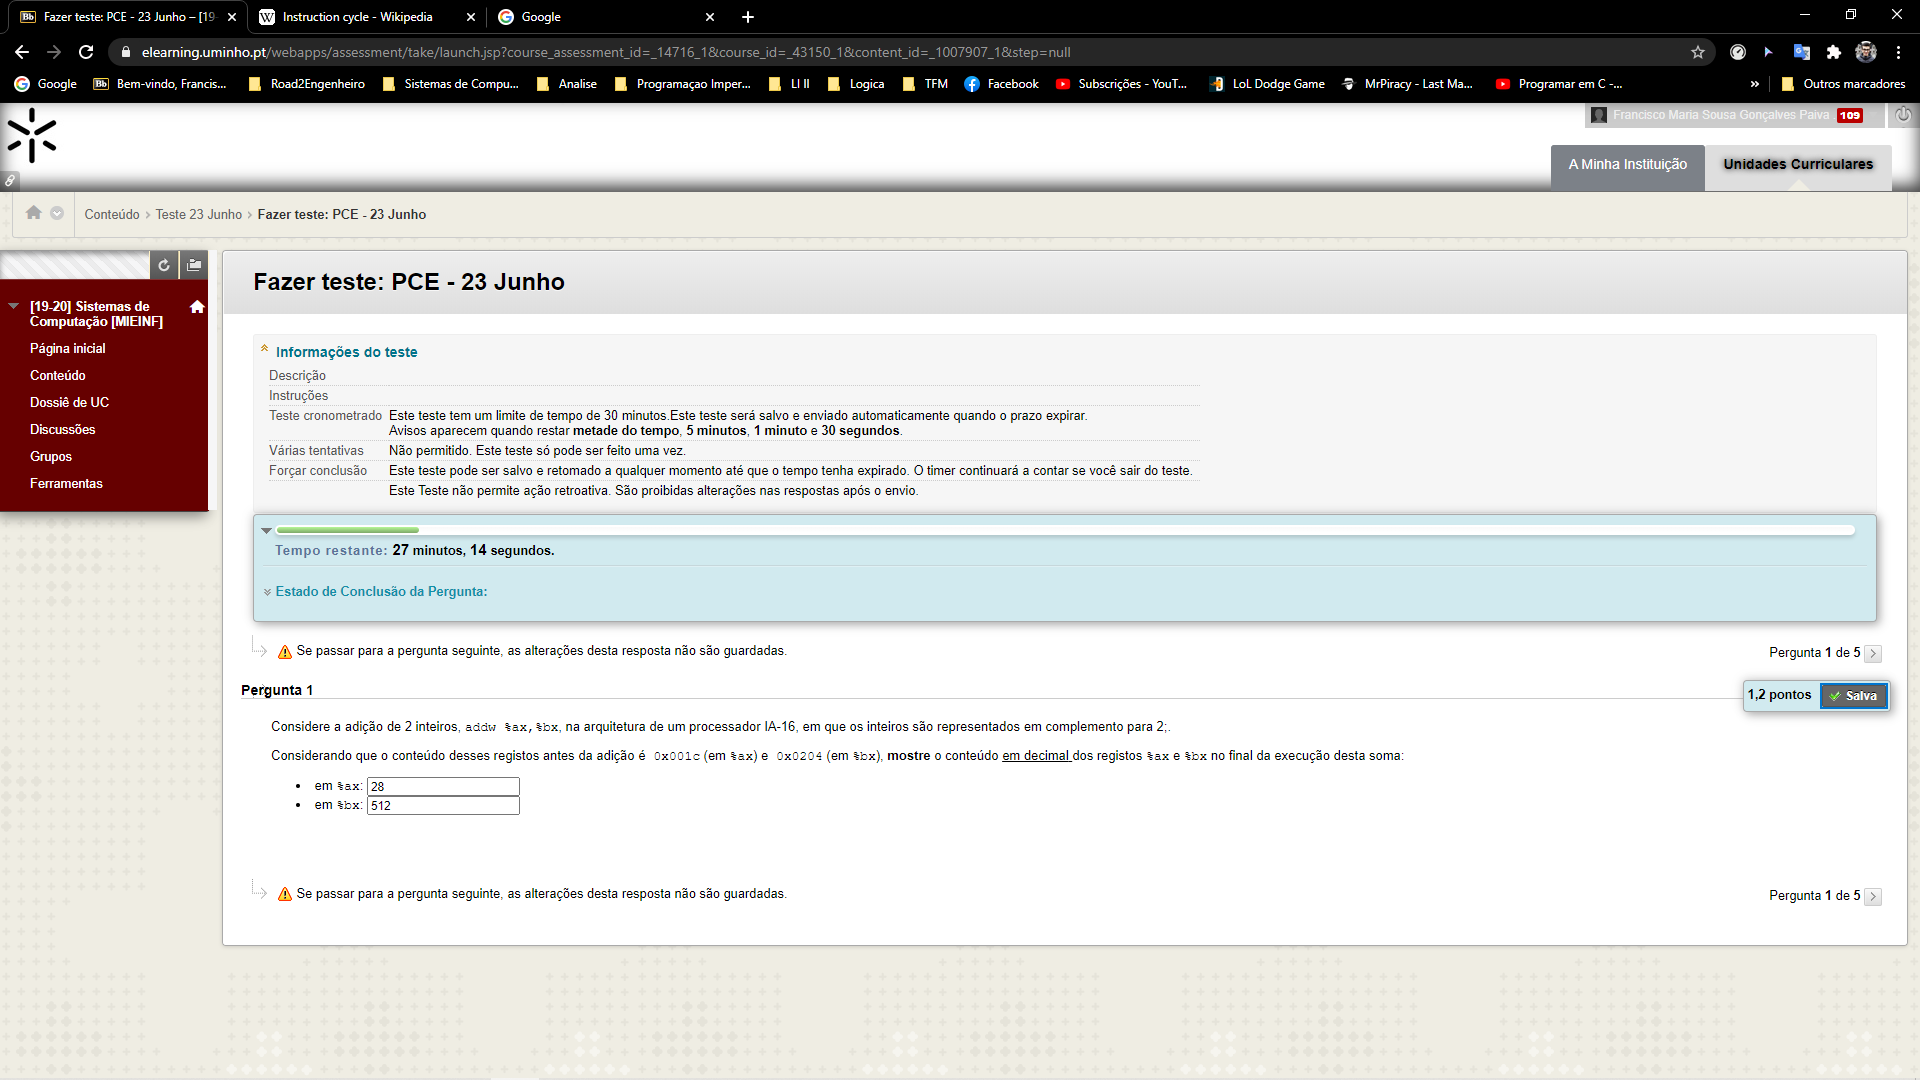 Fazer teste: PCE - 23 Junho – [19-
Instruction cycle - Wikipedia
Google
elearning.uminho.pt/webapps/assessment/take/launch.jsp?course_assessment_id=_14716_1&course_id=_43150_1&content_id=_1007907_1&step=null
Google
Bb Bem-vindo, Francis...
Road2Engenheiro
Sistemas de Compu...
Analise
Programaçao Imper...
LI II
Logica
TFM
Facebook
Subscrições - YouT...
LoL Dodge Game
MrPiracy - Last Ma...
Programar em C -...
»
Outros marcadores
Francisco Maria Sousa Gonçalves Paiva 109
A Minha Instituição
Unidades Curriculares
Conteúdo > Teste 23 Junho > Fazer teste: PCE - 23 Junho
[19-20] Sistemas de
Computação [MIEINF]
Página inicial
Conteúdo
Dossiê de UC
Discussões
Grupos
Ferramentas
Fazer teste: PCE - 23 Junho
Informações do teste
Descrição
Instruções
Teste cronometrado Este teste tem um limite de tempo de 30 minutos.Este teste será salvo e enviado automaticamente quando o prazo expirar.
Avisos aparecem quando restar metade do tempo, 5 minutos, 1 minuto e 30 segundos.
Várias tentativas Não permitido. Este teste só pode ser feito uma vez.
Forçar conclusão Este teste pode ser salvo e retomado a qualquer momento até que o tempo tenha expirado. O timer continuará a contar se você sair do teste.
Este Teste não permite ação retroativa. São proibidas alterações nas respostas após o envio.
Tempo restante: 27 minutos, 14 segundos.
Estado de Conclusão da Pergunta:
Se passar para a pergunta seguinte, as alterações desta resposta não são guardadas.
Pergunta 1 de 5 >
Pergunta 1
1,2 pontos
Salva
Considere a adição de 2 inteiros, addw %ax,%bx, na arquitetura de um processador IA-16, em que os inteiros são representados em complemento para 2;.
Considerando que o conteúdo desses registos antes da adição é 0x001c (em %ax) e 0x0204 (em %bx), mostre o conteúdo em decimal dos registos %ax e %bx no final da execução desta soma:
• em %ax: 28
• em %bx: 512
Se passar para a pergunta seguinte, as alterações desta resposta não são guardadas.
Pergunta 1 de 5 >